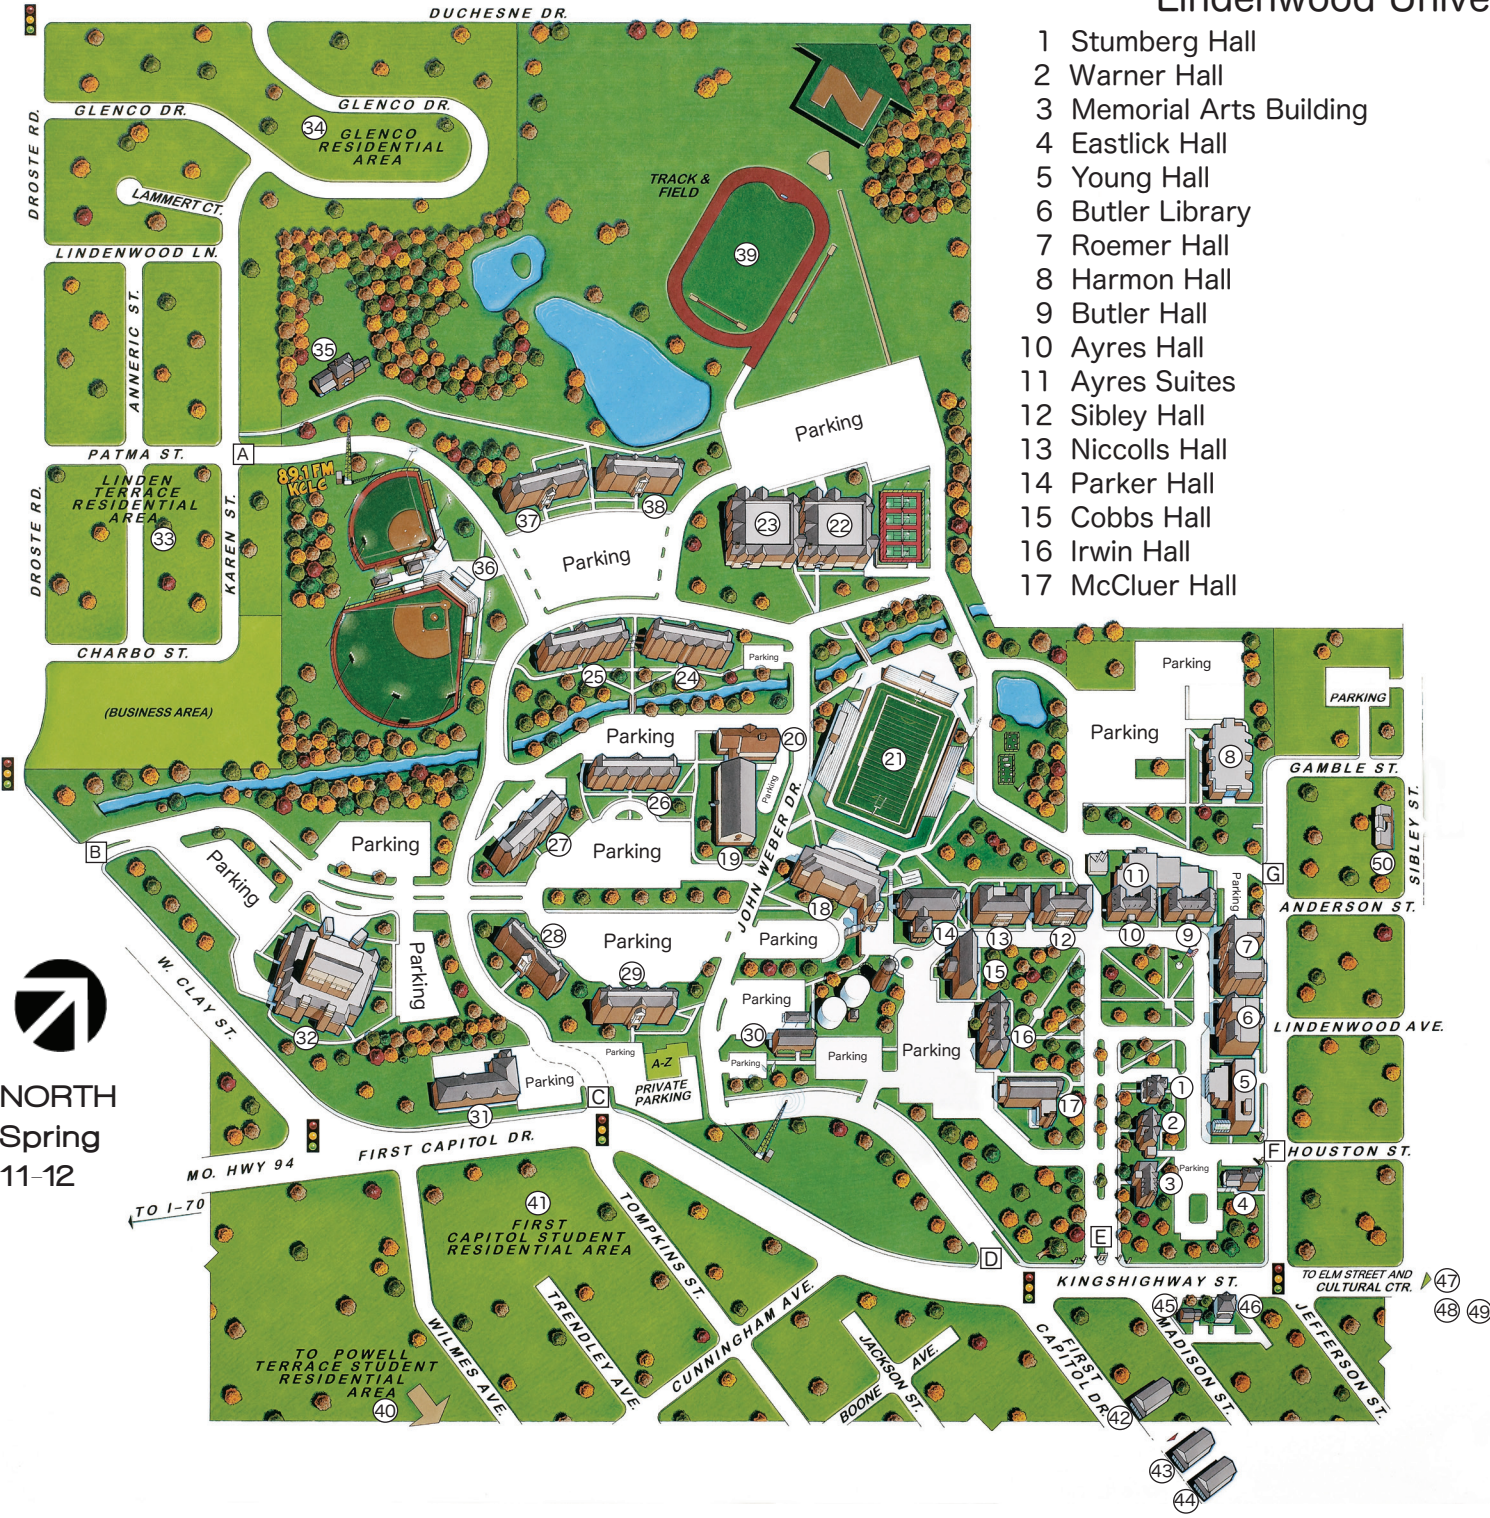 Lindenwood Unive
1 Stumberg Hall
2 Warner Hall
3 Memorial Arts Building
4 Eastlick Hall
5 Young Hall
6 Butler Library
7 Roemer Hall
8 Harmon Hall
9 Butler Hall
10 Ayres Hall
11 Ayres Suites
12 Sibley Hall
13 Niccolls Hall
14 Parker Hall
15 Cobbs Hall
16 Irwin Hall
17 McCluer Hall
DUCHESNE DR.
N
GLENCO DR.
GLENCO DR.
34
GLENCO
RESIDENTIAL
AREA
DROSTE RD.
LAMMERT CT.
TRACK &
FIELD
LINDENWOOD LN.
39
ANNERIC ST.
35
Parking
PATMA ST.
A
89.1 FM
KCLC
LINDEN
TERRACE
RESIDENTIAL
AREA
33
DROSTE RD.
KAREN ST.
37
38
23
22
36
Parking
CHARBO ST.
25
24
Parking
Parking
PARKING
(BUSINESS AREA)
Parking
20
21
Parking
8
GAMBLE ST.
26
Parking
JOHN WEBER DR.
SIBLEY ST.
27
Parking
19
Parking
B
Parking
11
G
50
Parking
18
ANDERSON ST.
14
13
12
10
9
28
Parking
Parking
7
Parking
15
W. CLAY ST.
29
Parking
6
LINDENWOOD AVE.
32
30
16
Parking
Parking
Parking
Parking
A-Z
PRIVATE
PARKING
Parking
NORTH
Spring
11-12
31
C
17
1
5
2
FIRST CAPITOL DR.
F
HOUSTON ST.
MO. HWY 94
Parking
3
4
TO I-70
41
FIRST
CAPITOL STUDENT
RESIDENTIAL AREA
TOMPKINS ST.
E
D
KINGSHIGHWAY ST.
TO ELM STREET AND
CULTURAL CTR.
47
48
49
45
46
TRENDLEY AVE.
CUNNINGHAM AVE.
WILMES AVE.
JACKSON ST.
BOONE AVE.
FIRST
CAPITOL DR.
MADISON ST.
JEFFERSON ST.
TO POWELL
TERRACE STUDENT
RESIDENTIAL
AREA
40
42
43
44